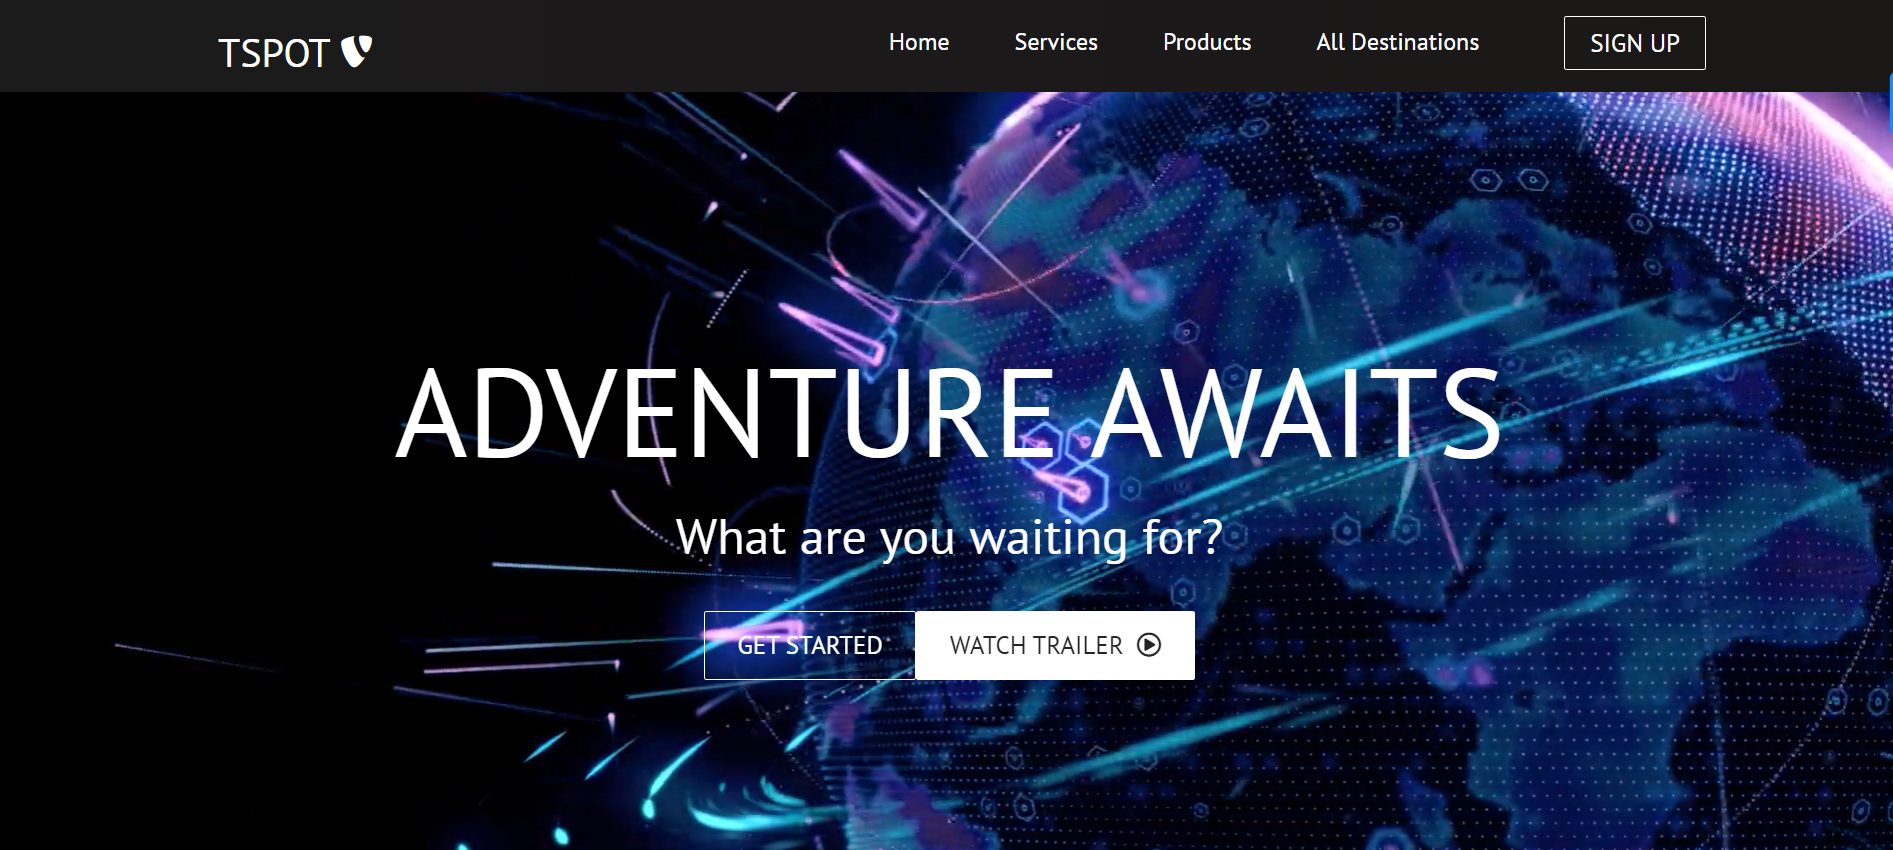 TSPOT
Home Services Products All Destinations SIGN UP
ADVENTURE AWAITS
What are you waiting for?
GET STARTED WATCH TRAILER